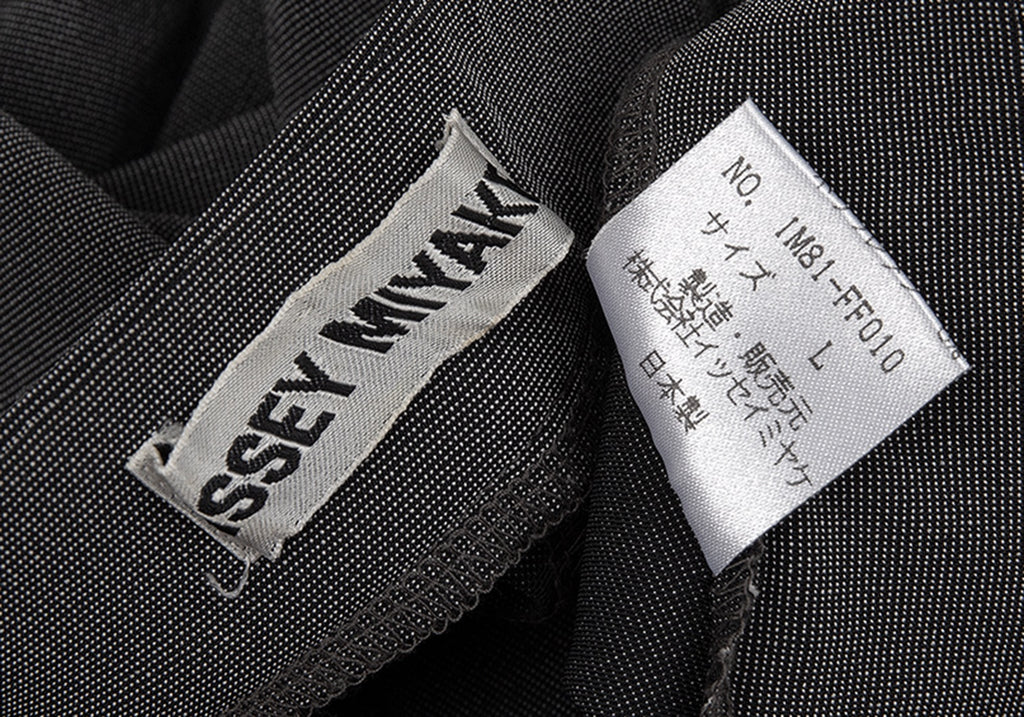 ISSEY MIYAK
NO. IM81-FF010
サイズ L
製造・販売元
株式会社イッセイミヤケ
日本製